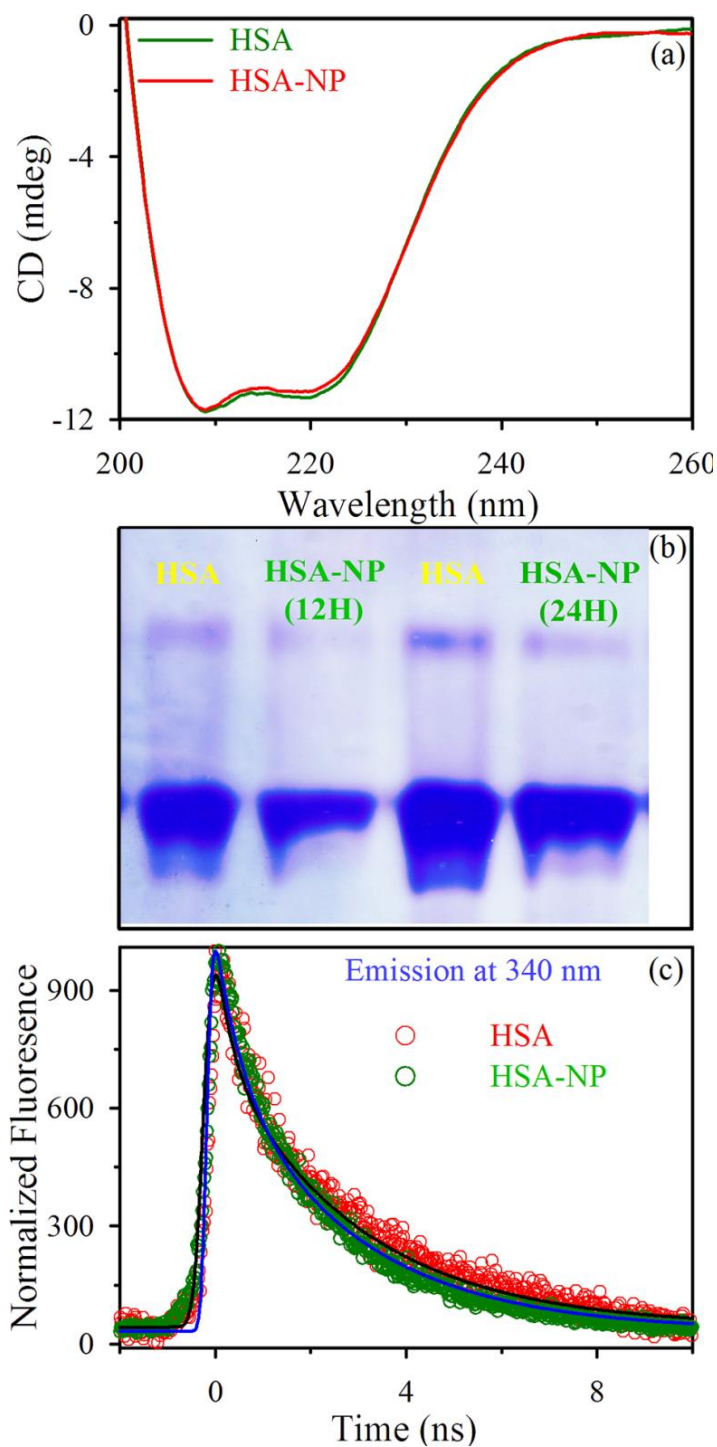 HSA
HSA-NP
(a)
0
-4
-8
-12
CD (mdeg)
200
220
240
260
Wavelength (nm)
(b)
HSA
HSA-NP
(12H)
HSA
HSA-NP
(24H)
(c)
Emission at 340 nm
HSA
HSA-NP
900
600
300
0
Normalized Fluoresence
0
4
8
Time (ns)